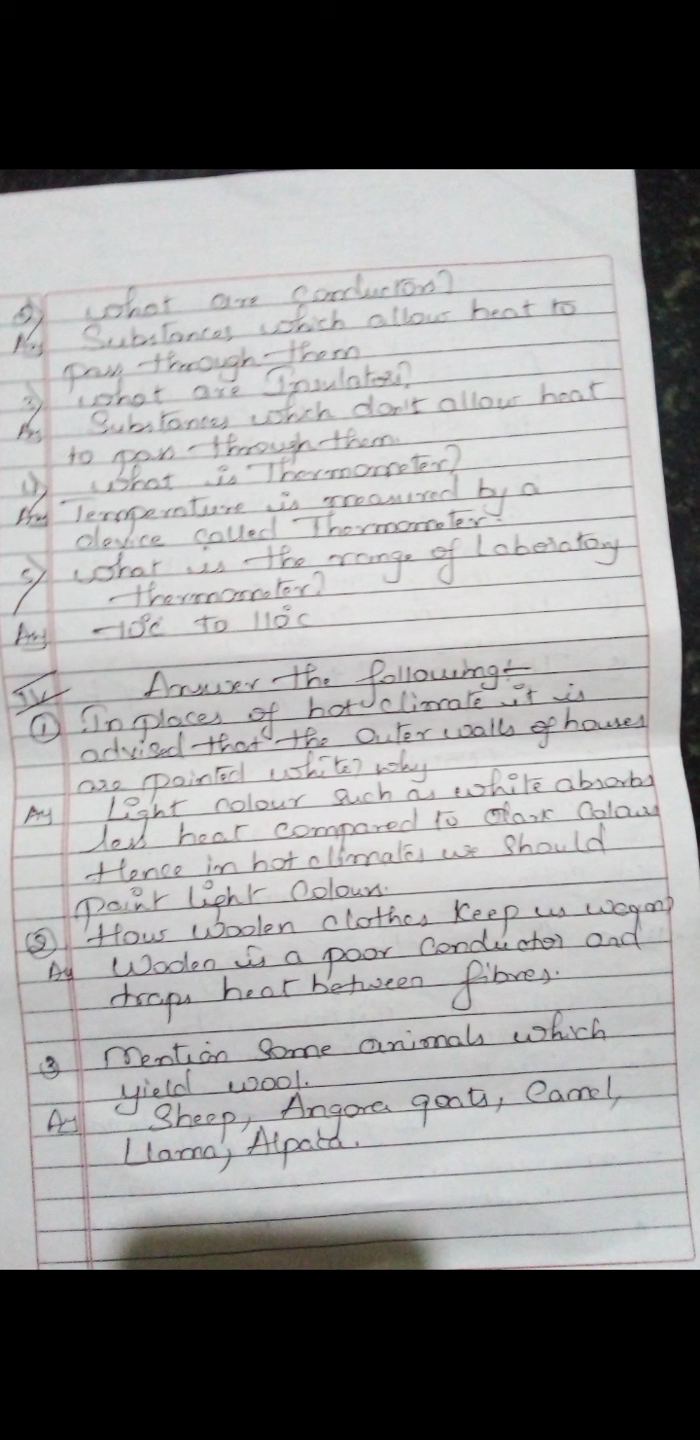 2) what are conductors?
Ans Substances which allow heat to
pass through them
3) what are Insulators?
Ans Substances which don't allow heat
to pass through them.
4) what is Thermometer?
Ans Temperature is measured by a
device called Thermometer.
5) what is the range of Laboratory
thermometer?
Ans -10°c to 110°c
IV Answer the following:-
① In places of hot climate it is
advised that the outer walls of houses
are painted white? why
Ans Light colour such as white absorbs
less heat compared to dark colour
Hence in hot climates we should
paint light colours.
② How woolen clothes keep us
Ans Woolen is a poor conductor and
traps heat between fibres.
③ Mention some animals which
yield wool.
Ans Sheep, Angora goats, Camel,
Llama, Alpaca.